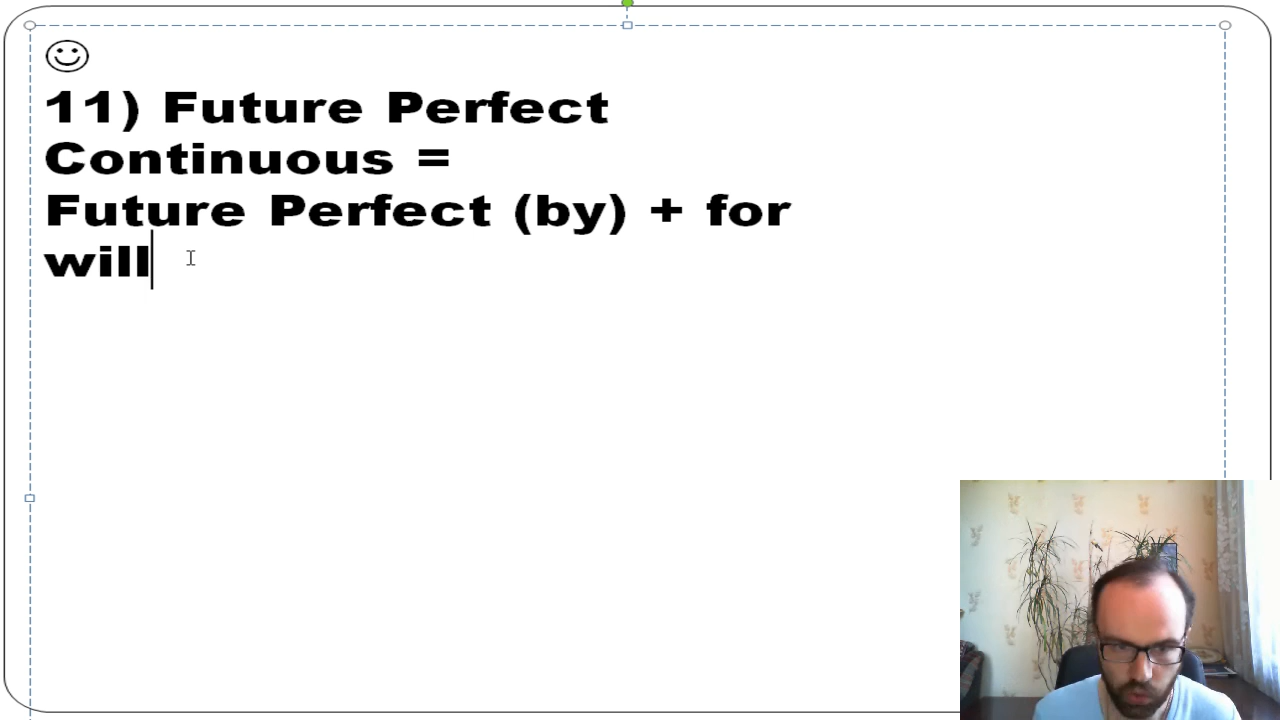 11) Future Perfect
Continuous =
Future Perfect (by) + for
will